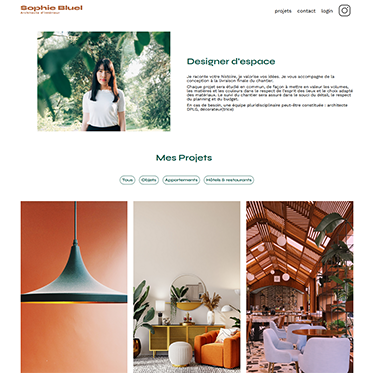 Sophie Bluel
Architecte d'intérieur
projets contact login
Designer d'espace
Je raconte votre histoire, je valorise vos idées. Je vous accompagne de la
conception à la livraison finale du chantier.
Chaque projet sera étudié en commun, de façon à mettre en valeur les volumes,
les matières et les couleurs dans le respect de l'esprit des lieux et le choix adapté
des matériaux. Le suivi du chantier sera assuré dans le souci du détail, le respect
du planning et du budget.
En cas de besoin, une équipe pluridisciplinaire peut-être constituée : architecte
DPLG, décorateur(trice)
Mes Projets
Tous Objets Appartements Hôtels & restaurants